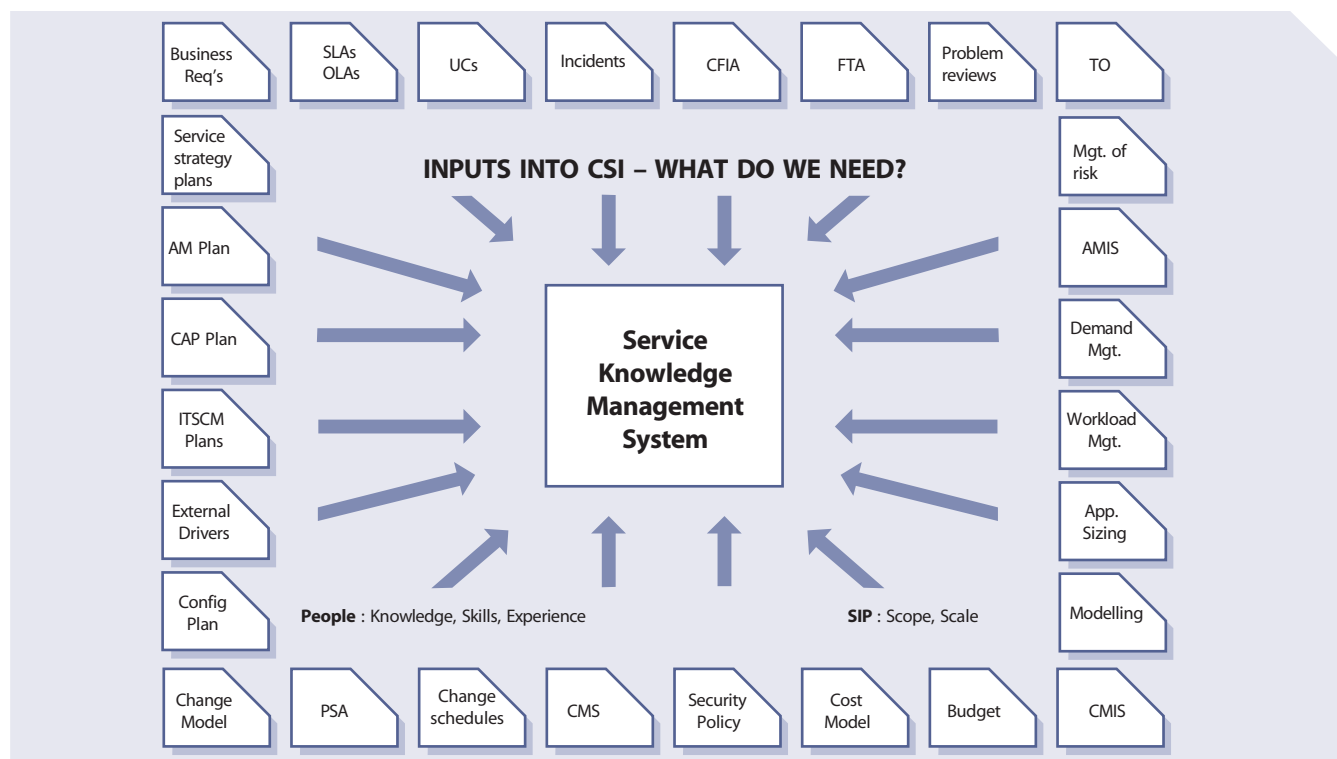 Business
Req's
SLAs
OLAs
UCs
Incidents
CFIA
FTA
Problem
reviews
TO
Service
strategy
plans
INPUTS INTO CSI – WHAT DO WE NEED?
Mgt. of
risk
AM Plan
AMIS
CAP Plan
Service
Knowledge
Management
System
Demand
Mgt.
ITSCM
Plans
Workload
Mgt.
External
Drivers
App.
Sizing
Config
Plan
People : Knowledge, Skills, Experience
SIP : Scope, Scale
Modelling
Change
Model
PSA
Change
schedules
CMS
Security
Policy
Cost
Model
Budget
CMIS